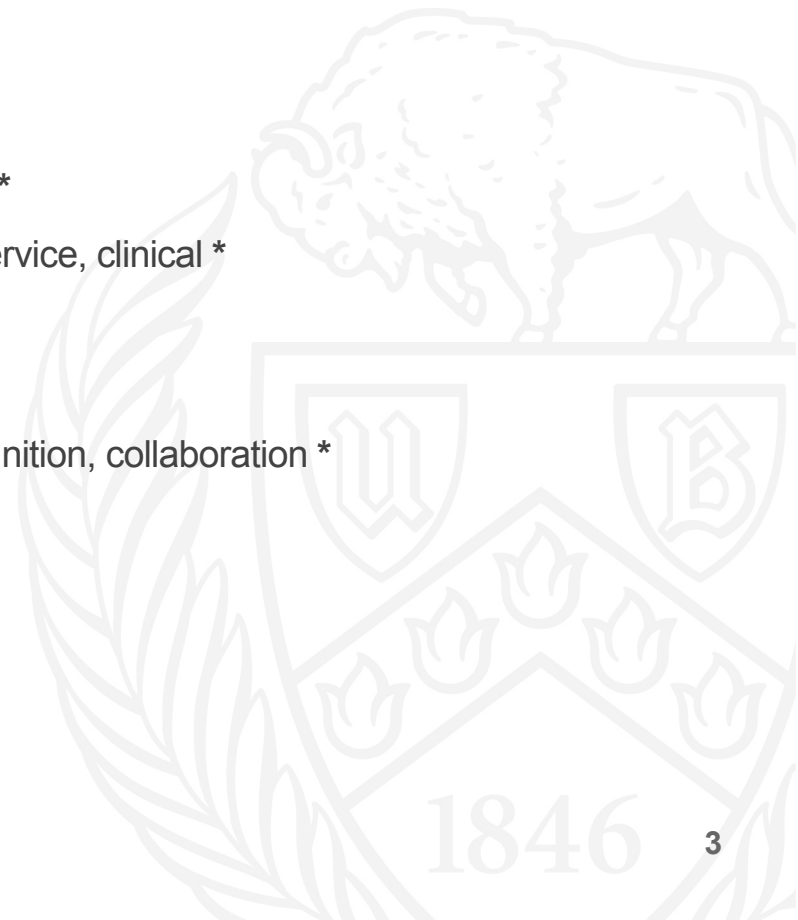 *
ervice, clinical *
nition, collaboration *
U B
1846
3